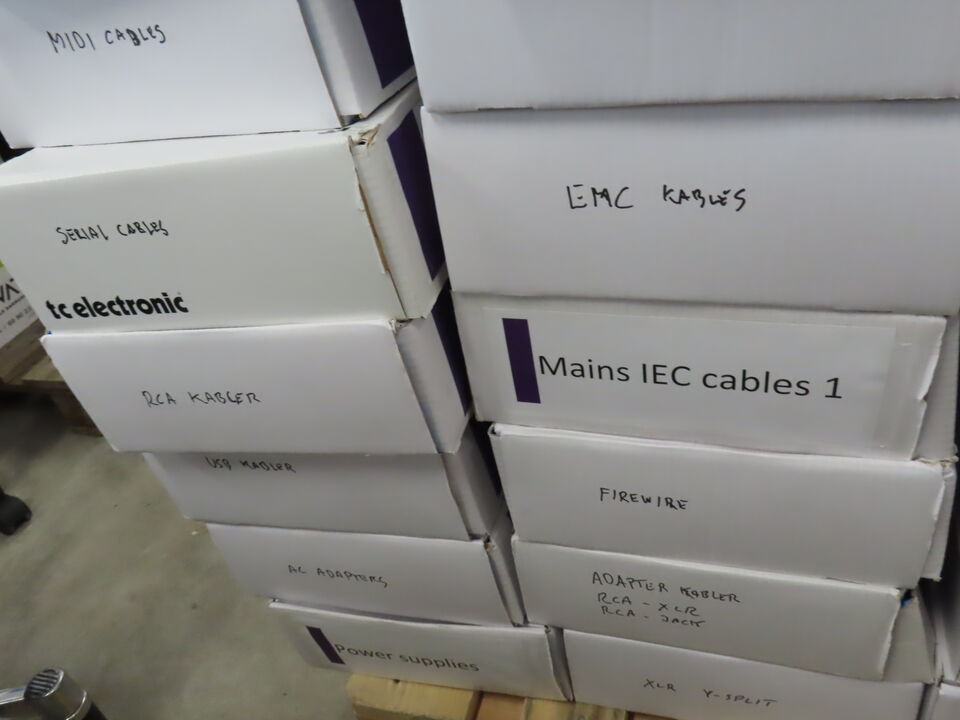 MIDI CABLES
SERIAL CABLES
tc electronic
RCA KABLER
USB KABLER
AC ADAPTERS
Power supplies
EMC KABLES
Mains IEC cables 1
FIREWIRE
ADAPTER KABLER
RCA - XLR
RCA - JACK
XLR Y-SPLIT